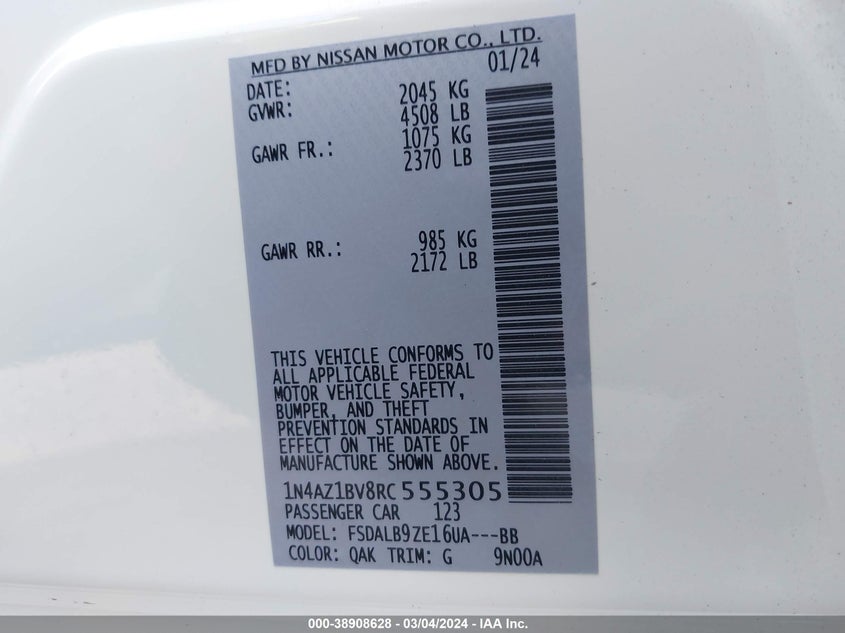 MFD BY NISSAN MOTOR CO., LTD.
DATE: 01/24
GVWR: 2045 KG
4508 LB
GAWR FR.: 1075 KG
2370 LB
GAWR RR.: 985 KG
2172 LB
THIS VEHICLE CONFORMS TO
ALL APPLICABLE FEDERAL
MOTOR VEHICLE SAFETY,
BUMPER, AND THEFT
PREVENTION STANDARDS IN
EFFECT ON THE DATE OF
MANUFACTURE SHOWN ABOVE.
1N4AZ1BV8RC555305
PASSENGER CAR 123
MODEL: FSDALB9ZE16UA---BB
COLOR: QAK TRIM: G 9N00A
000-38908628 - 03/04/2024 - IAA Inc.